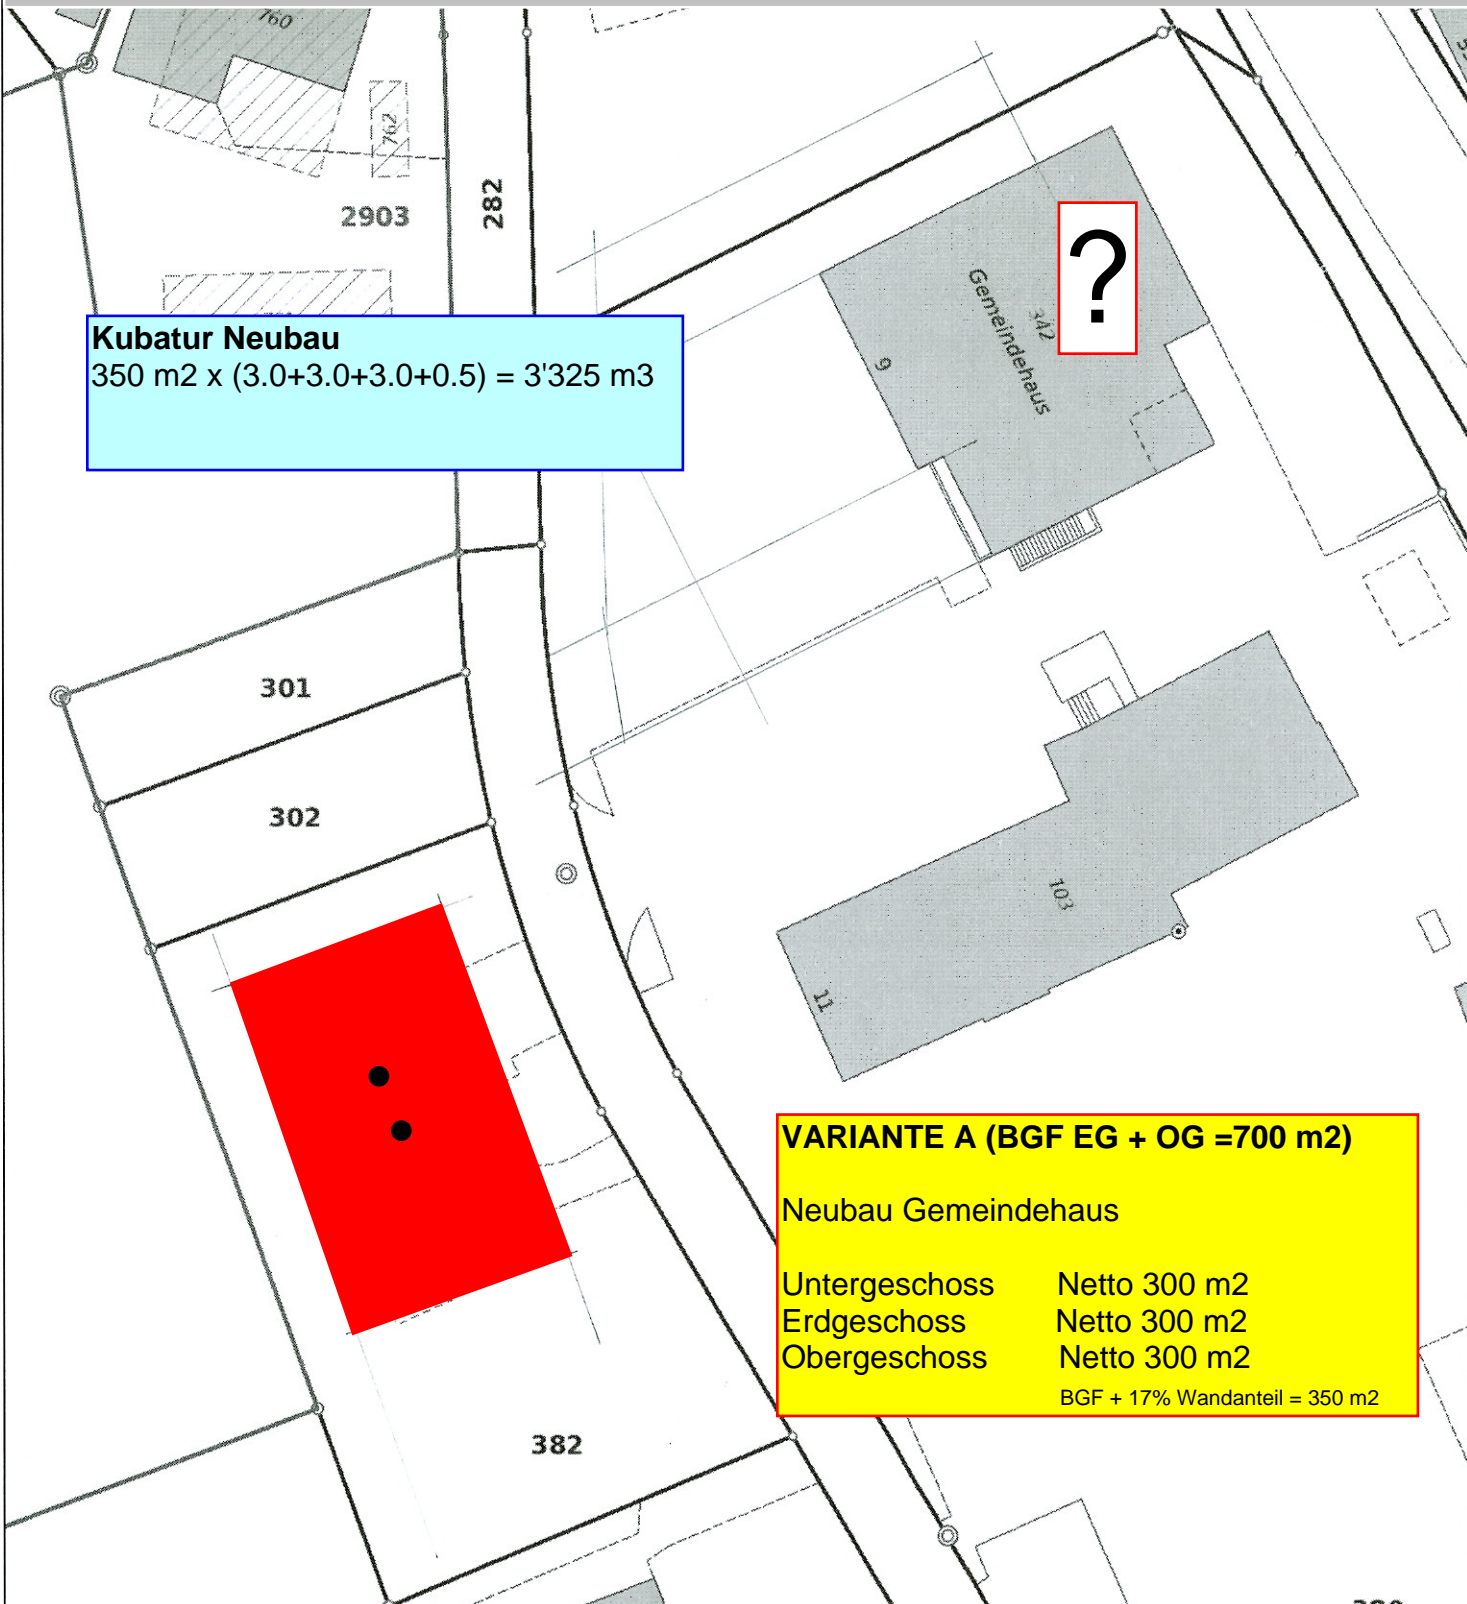 760
762
2903
282
Kubatur Neubau
350 m2 x (3.0+3.0+3.0+0.5) = 3'325 m3
?
342
Gemeindehaus
9
301
302
103
11
VARIANTE A (BGF EG + OG =700 m2)
Neubau Gemeindehaus
Untergeschoss Netto 300 m2
Erdgeschoss Netto 300 m2
Obergeschoss Netto 300 m2
BGF + 17% Wandanteil = 350 m2
382